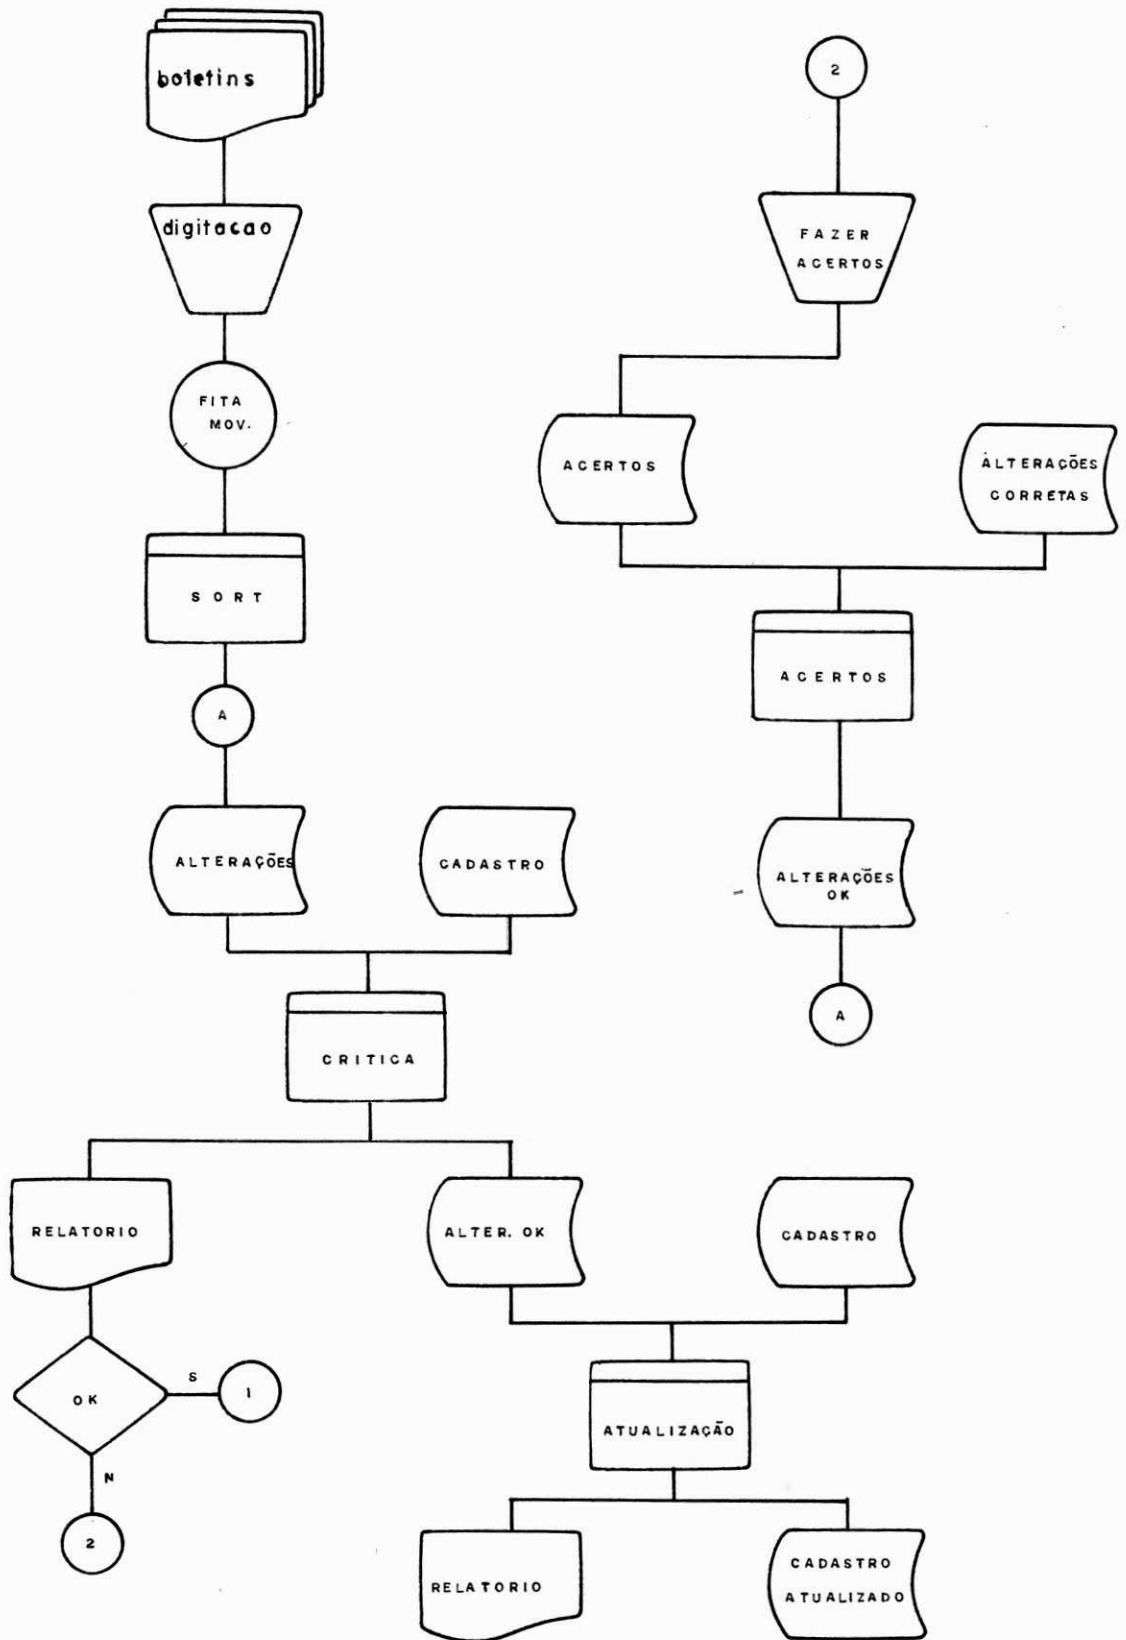 boletins
digitacao
FITA
MOV.
SORT
A
ALTERAÇÕES
CADASTRO
CRITICA
RELATORIO
ALTER. OK
CADASTRO
OK
S
1
N
2
ATUALIZAÇÃO
RELATORIO
CADASTRO
ATUALIZADO
2
FAZER
ACERTOS
ACERTOS
ALTERAÇÕES
CORRETAS
ACERTOS
ALTERAÇÕES
OK
A